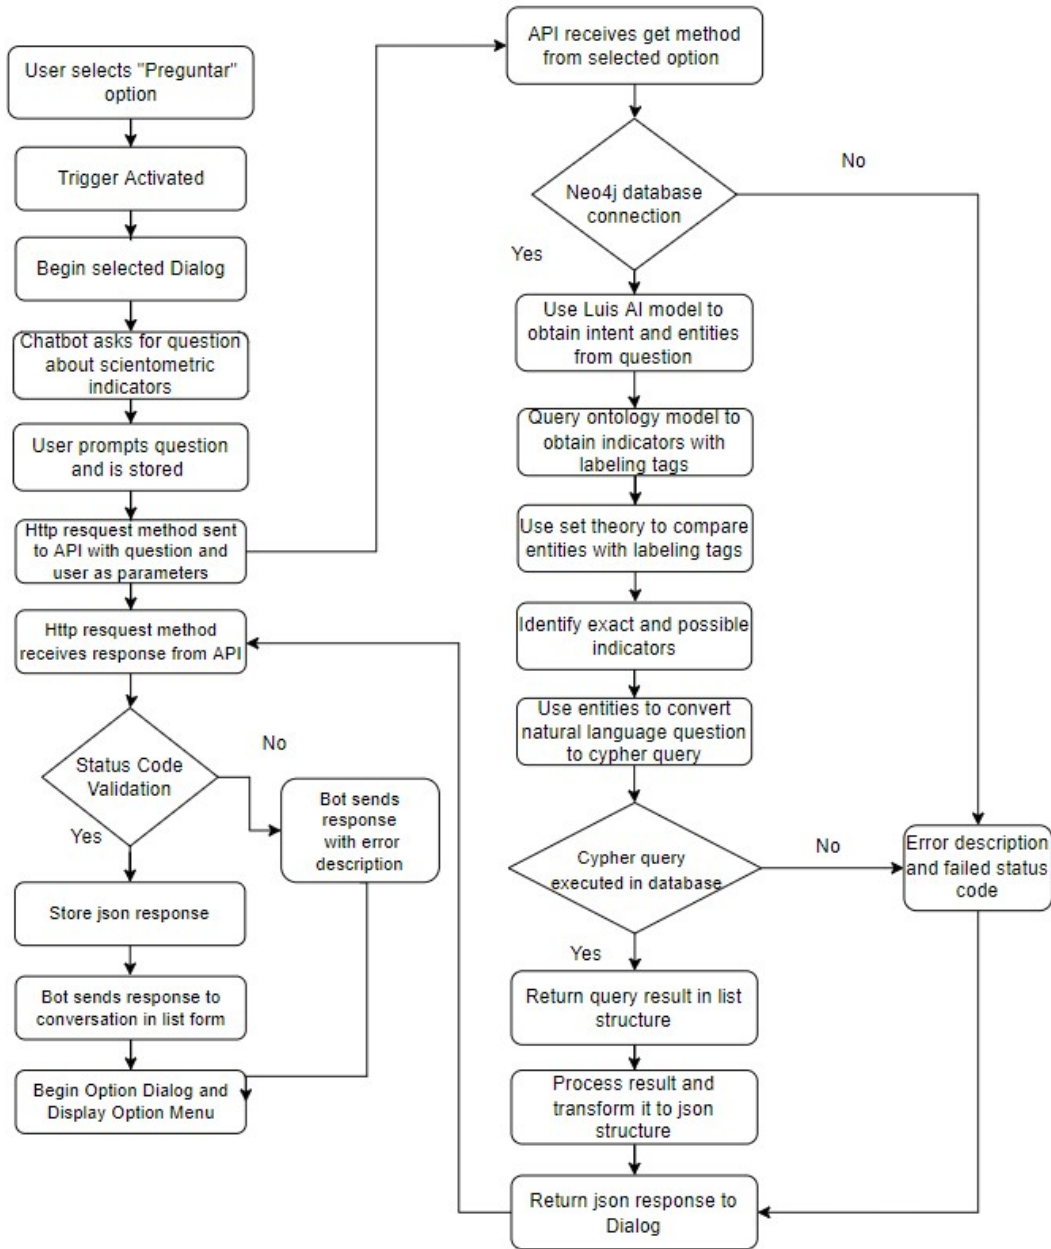 User selects "Preguntar"
option
Trigger Activated
Begin selected Dialog
Chatbot asks for question
about scientometric
indicators
User prompts question
and is stored
Http resquest method sent
to API with question and
user as parameters
Http resquest method
receives response from API
Status Code
Validation
No
Yes
Bot sends
response
with error
description
Store json response
Bot sends response to
conversation in list form
Begin Option Dialog and
Display Option Menu
API receives get method
from selected option
Neo4j database
connection
No
Yes
Use Luis AI model to
obtain intent and entities
from question
Query ontology model to
obtain indicators with
labeling tags
Use set theory to compare
entities with labeling tags
Identify exact and possible
indicators
Use entities to convert
natural language question
to cypher query
Cypher query
executed in database
No
Yes
Error description
and failed status
code
Return query result in list
structure
Process result and
transform it to json
structure
Return json response to
Dialog